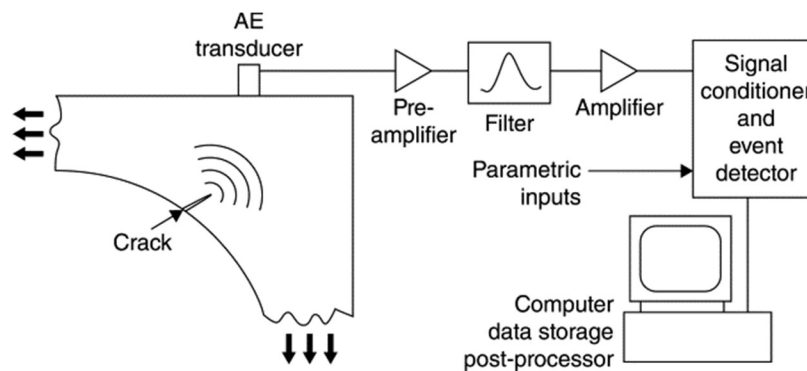 AE
transducer
Pre-
amplifier
Filter
Amplifier
Signal
conditioner
and
event
detector
Parametric
inputs
Crack
Computer
data storage
post-processor